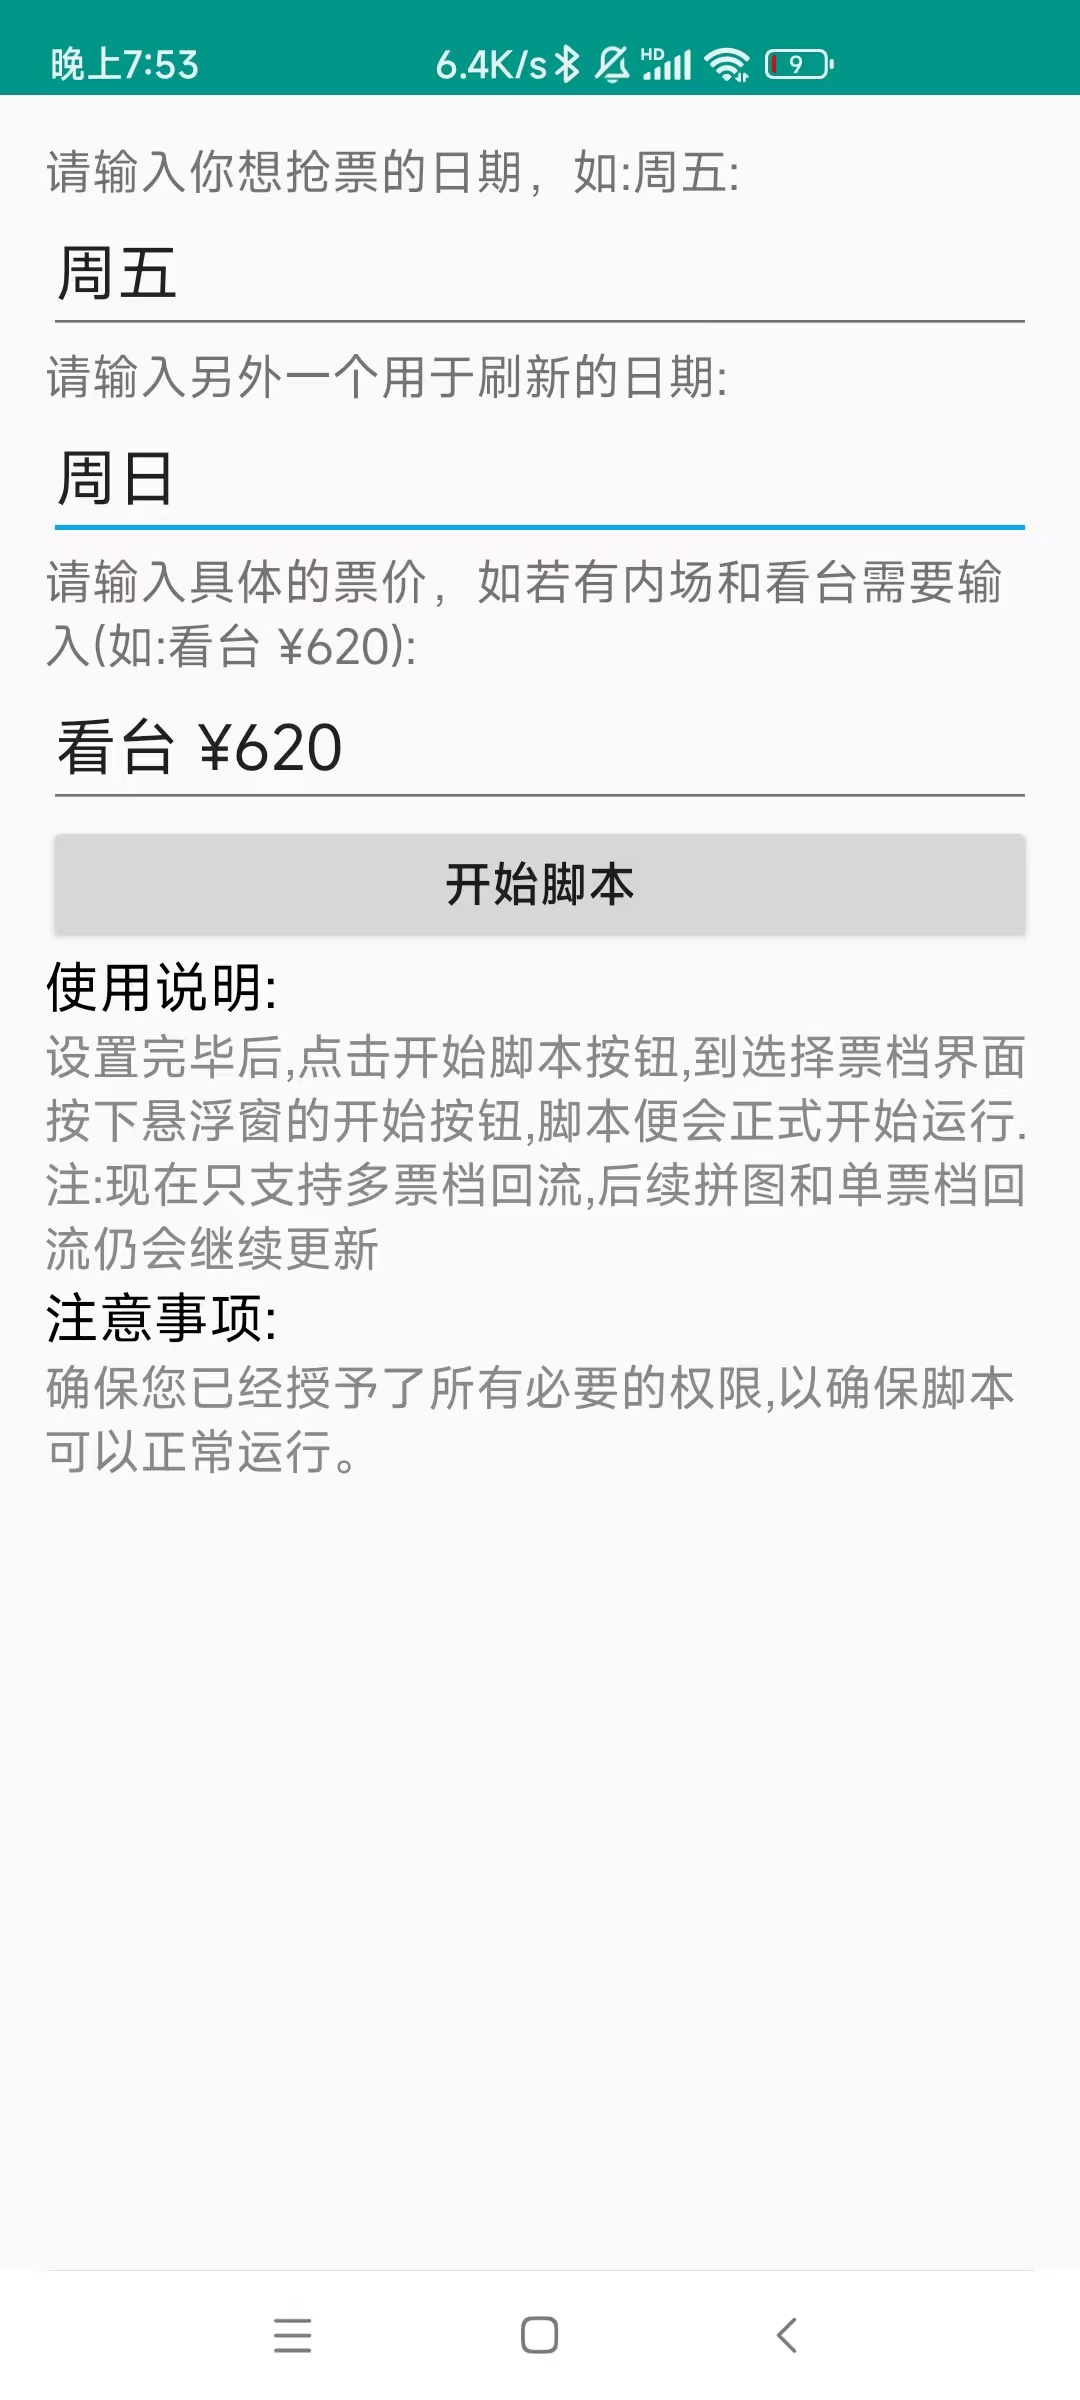 晚上7:53 6.4K/s HD 9
请输入你想抢票的日期，如:周五:
周五
请输入另外一个用于刷新的日期:
周日
请输入具体的票价，如若有内场和看台需要输
入(如:看台 ¥620):
看台 ¥620
开始脚本
使用说明:
设置完毕后,点击开始脚本按钮,到选择票档界面
按下悬浮窗的开始按钮,脚本便会正式开始运行.
注:现在只支持多票档回流,后续拼图和单票档回
流仍会继续更新
注意事项:
确保您已经授予了所有必要的权限,以确保脚本
可以正常运行。